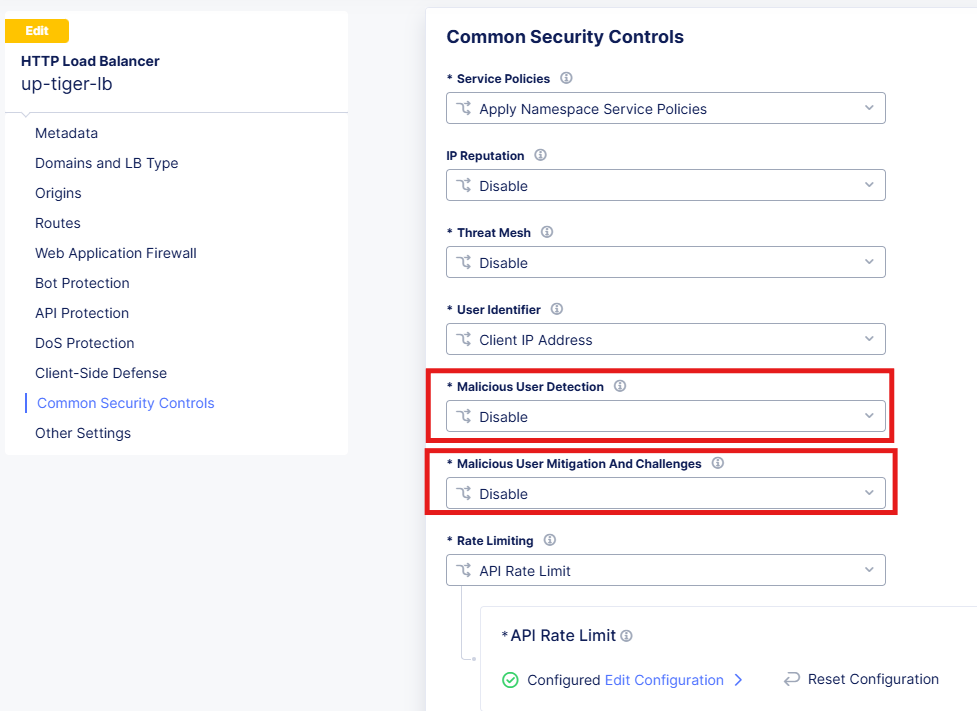 Edit
HTTP Load Balancer
up-tiger-lb
Metadata
Domains and LB Type
Origins
Routes
Web Application Firewall
Bot Protection
API Protection
DoS Protection
Client-Side Defense
Common Security Controls
Other Settings
Common Security Controls
* Service Policies
Apply Namespace Service Policies
IP Reputation
Disable
* Threat Mesh
Disable
* User Identifier
Client IP Address
* Malicious User Detection
Disable
* Malicious User Mitigation And Challenges
Disable
* Rate Limiting
API Rate Limit
* API Rate Limit
Configured Edit Configuration Reset Configuration